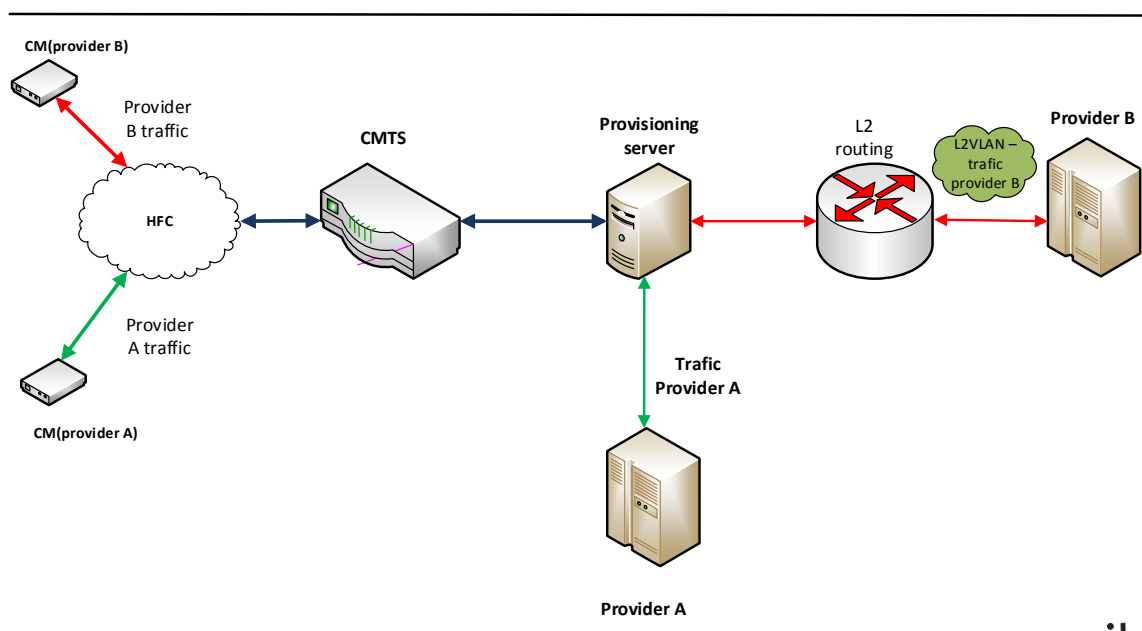 CM(provider B)
Provider
B traffic
CMTS
Provisioning
server
L2
routing
L2VLAN –
trafic
provider B
Provider B
HFC
Provider
A traffic
CM(provider A)
Trafic
Provider A
Provider A